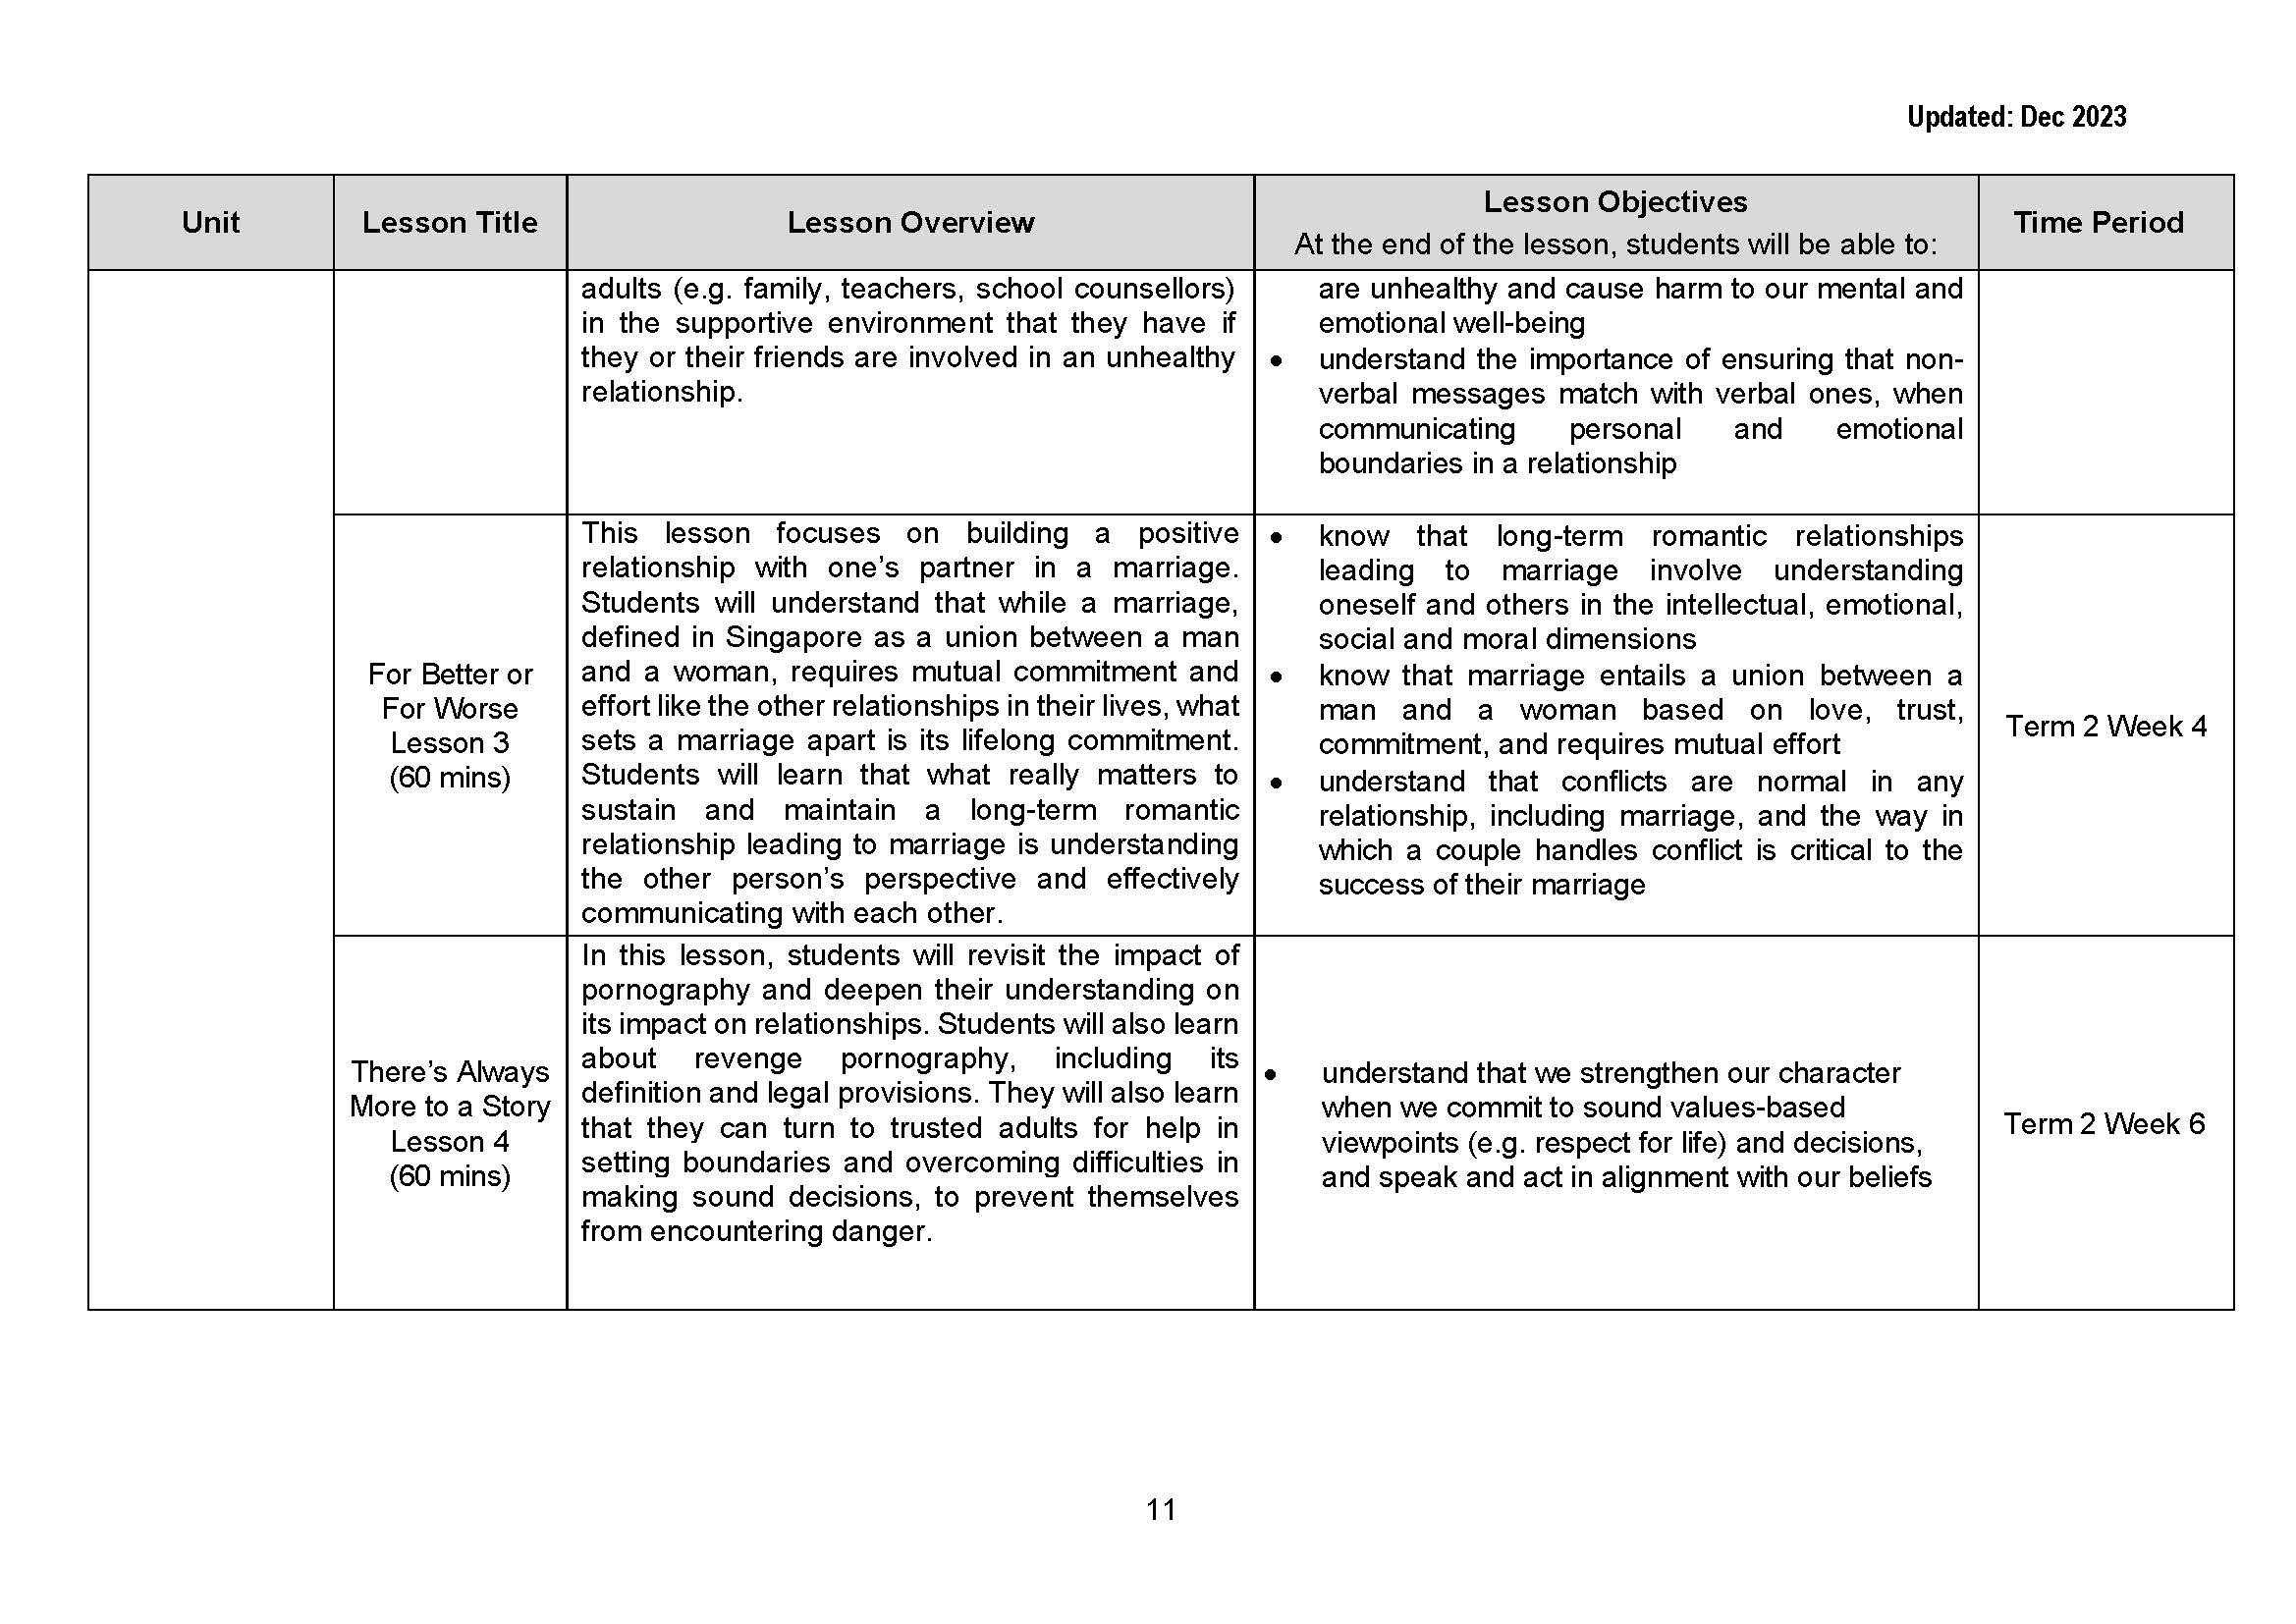 Updated: Dec 2023
Unit
Lesson Title
Lesson Overview
Lesson Objectives
At the end of the lesson, students will be able to:
Time Period
adults (e.g. family, teachers, school counsellors)
in the supportive environment that they have if
they or their friends are involved in an unhealthy
relationship.
are unhealthy and cause harm to our mental and
emotional well-being
• understand the importance of ensuring that non-
verbal messages match with verbal ones, when
communicating personal and emotional
boundaries in a relationship
For Better or
For Worse
Lesson 3
(60 mins)
This lesson focuses on building a positive
relationship with one’s partner in a marriage.
Students will understand that while a marriage,
defined in Singapore as a union between a man
and a woman, requires mutual commitment and
effort like the other relationships in their lives, what
sets a marriage apart is its lifelong commitment.
Students will learn that what really matters to
sustain and maintain a long-term romantic
relationship leading to marriage is understanding
the other person’s perspective and effectively
communicating with each other.
• know that long-term romantic relationships
leading to marriage involve understanding
oneself and others in the intellectual, emotional,
social and moral dimensions
• know that marriage entails a union between a
man and a woman based on love, trust,
commitment, and requires mutual effort
• understand that conflicts are normal in any
relationship, including marriage, and the way in
which a couple handles conflict is critical to the
success of their marriage
Term 2 Week 4
There’s Always
More to a Story
Lesson 4
(60 mins)
In this lesson, students will revisit the impact of
pornography and deepen their understanding on
its impact on relationships. Students will also learn
about revenge pornography, including its
definition and legal provisions. They will also learn
that they can turn to trusted adults for help in
setting boundaries and overcoming difficulties in
making sound decisions, to prevent themselves
from encountering danger.
• understand that we strengthen our character
when we commit to sound values-based
viewpoints (e.g. respect for life) and decisions,
and speak and act in alignment with our beliefs
Term 2 Week 6
11